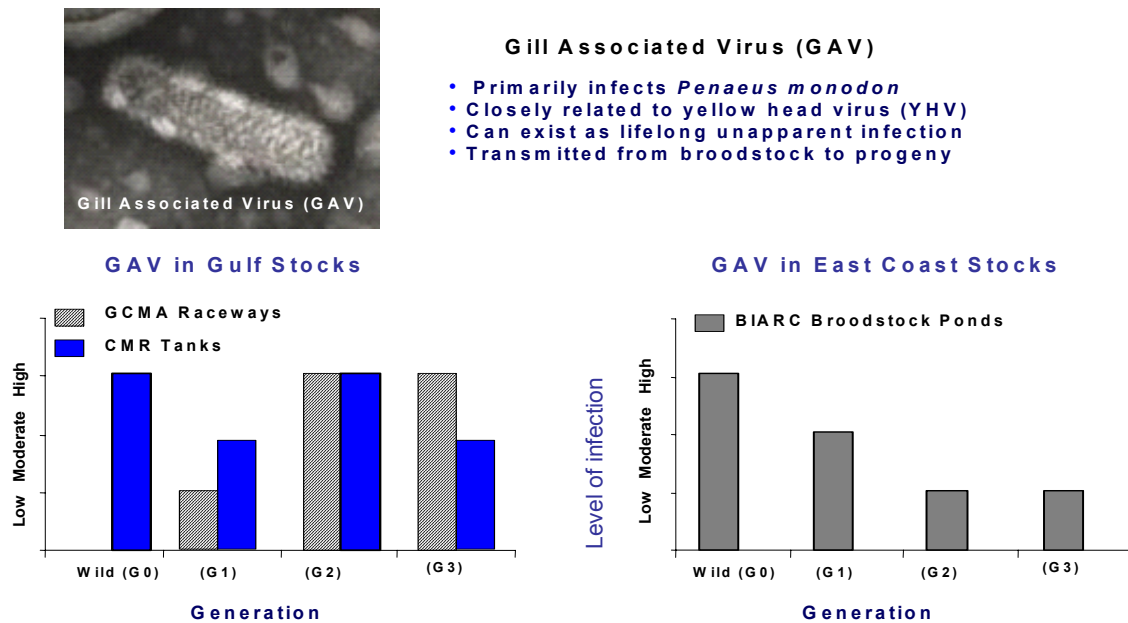 Gill Associated Virus (GAV)
Gill Associated Virus (GAV)
• Primarily infects Penaeus monodon
• Closely related to yellow head virus (YHV)
• Can exist as lifelong unapparent infection
• Transmitted from broodstock to progeny
GAV in Gulf Stocks
GCMA Raceways
CMR Tanks
Low Moderate High
Wild (G0) (G1) (G2) (G3)
Generation
GAV in East Coast Stocks
BIARC Broodstock Ponds
Level of infection
Low Moderate High
Wild (G0) (G1) (G2) (G3)
Generation